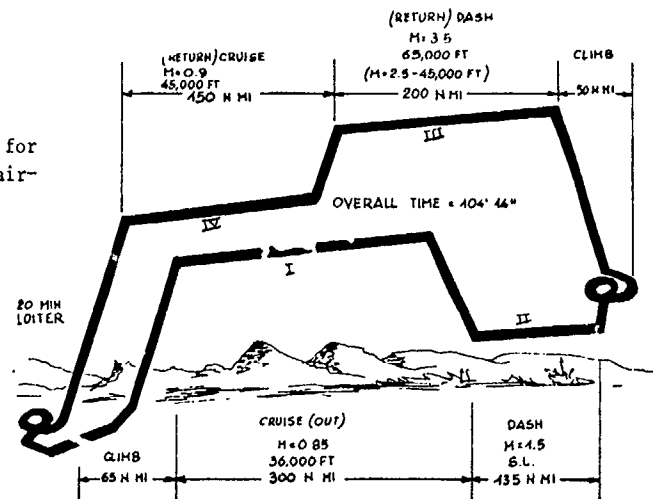 (RETURN) DASH
M= 3.5
65,000 FT
(M=2.5-45,000 FT)
200 N MI
CLIMB
50 N MI
(RETURN) CRUISE
M=0.9
45,000 FT
150 N MI
for
air-
III
OVERALL TIME = 104' 44"
IV
I
II
20 MIN
LOITER
CRUISE (OUT)
M=0.85
36,000 FT
300 N MI
DASH
M=1.5
S.L.
135 N MI
CLIMB
65 N MI